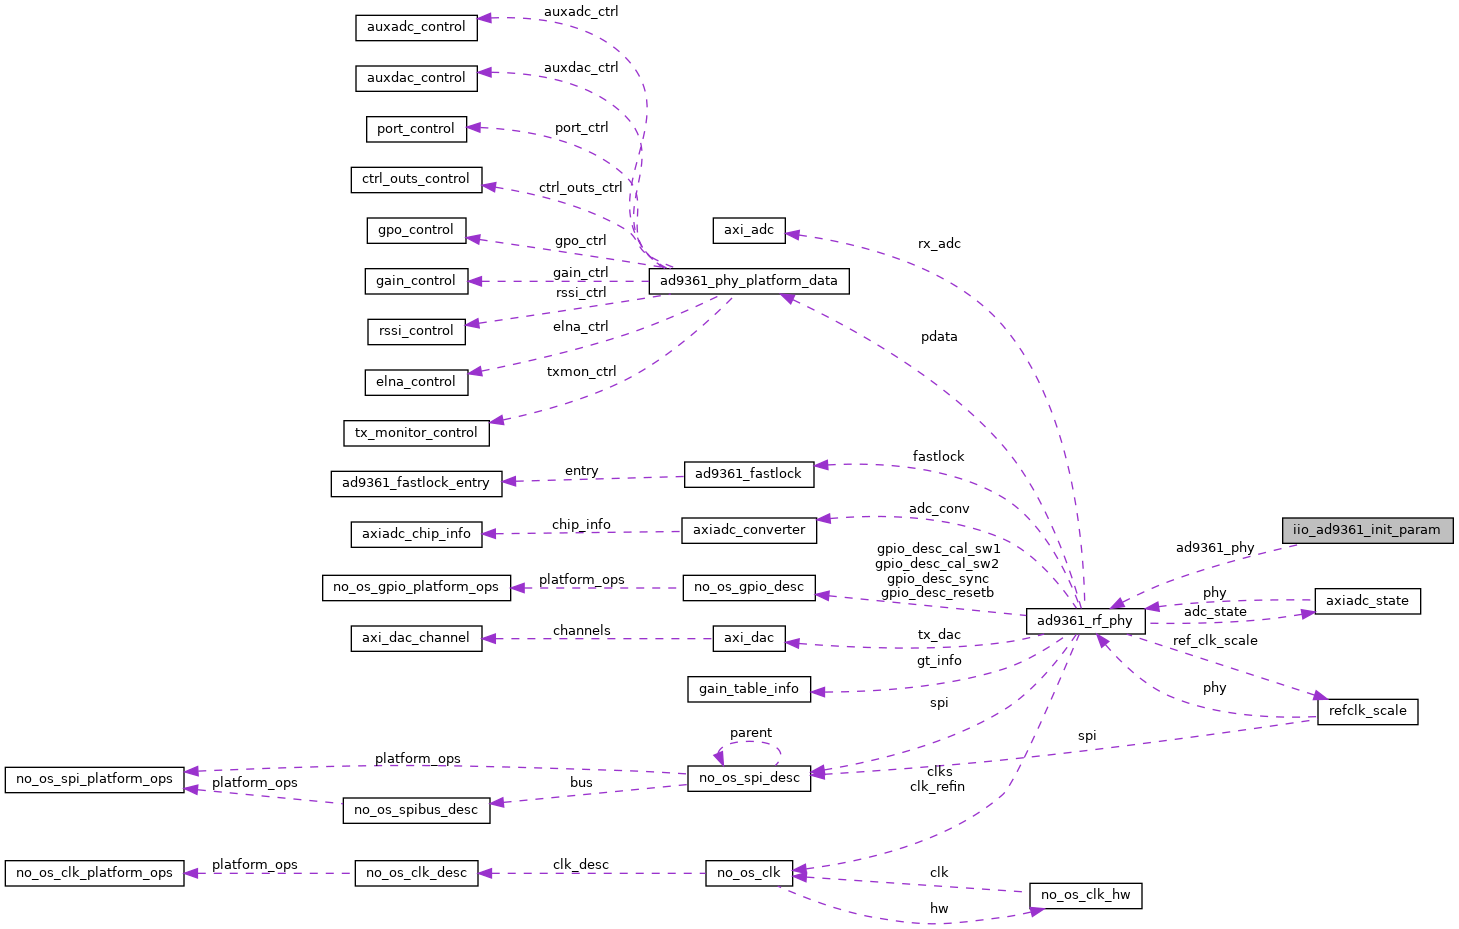 auxadc_control
auxadc_ctrl
auxdac_control
auxdac_ctrl
port_control
port_ctrl
ctrl_outs_control
ctrl_outs_ctrl
gpo_control
gpo_ctrl
axi_adc
rx_adc
gain_control
gain_ctrl
ad9361_phy_platform_data
rssi_ctrl
rssi_control
elna_ctrl
pdata
elna_control
txmon_ctrl
tx_monitor_control
fastlock
ad9361_fastlock_entry
entry
ad9361_fastlock
adc_conv
axiadc_chip_info
chip_info
axiadc_converter
iio_ad9361_init_param
ad9361_phy
gpio_desc_cal_sw1
gpio_desc_cal_sw2
gpio_desc_sync
gpio_desc_resetb
no_os_gpio_platform_ops
platform_ops
no_os_gpio_desc
phy
axiadc_state
adc_state
ad9361_rf_phy
axi_dac_channel
channels
axi_dac
tx_dac
ref_clk_scale
gt_info
gain_table_info
phy
spi
refclk_scale
parent
spi
no_os_spi_platform_ops
platform_ops
platform_ops
bus
no_os_spi_desc
no_os_spibus_desc
clks
clk_refin
no_os_clk_platform_ops
platform_ops
no_os_clk_desc
clk_desc
no_os_clk
clk
hw
no_os_clk_hw